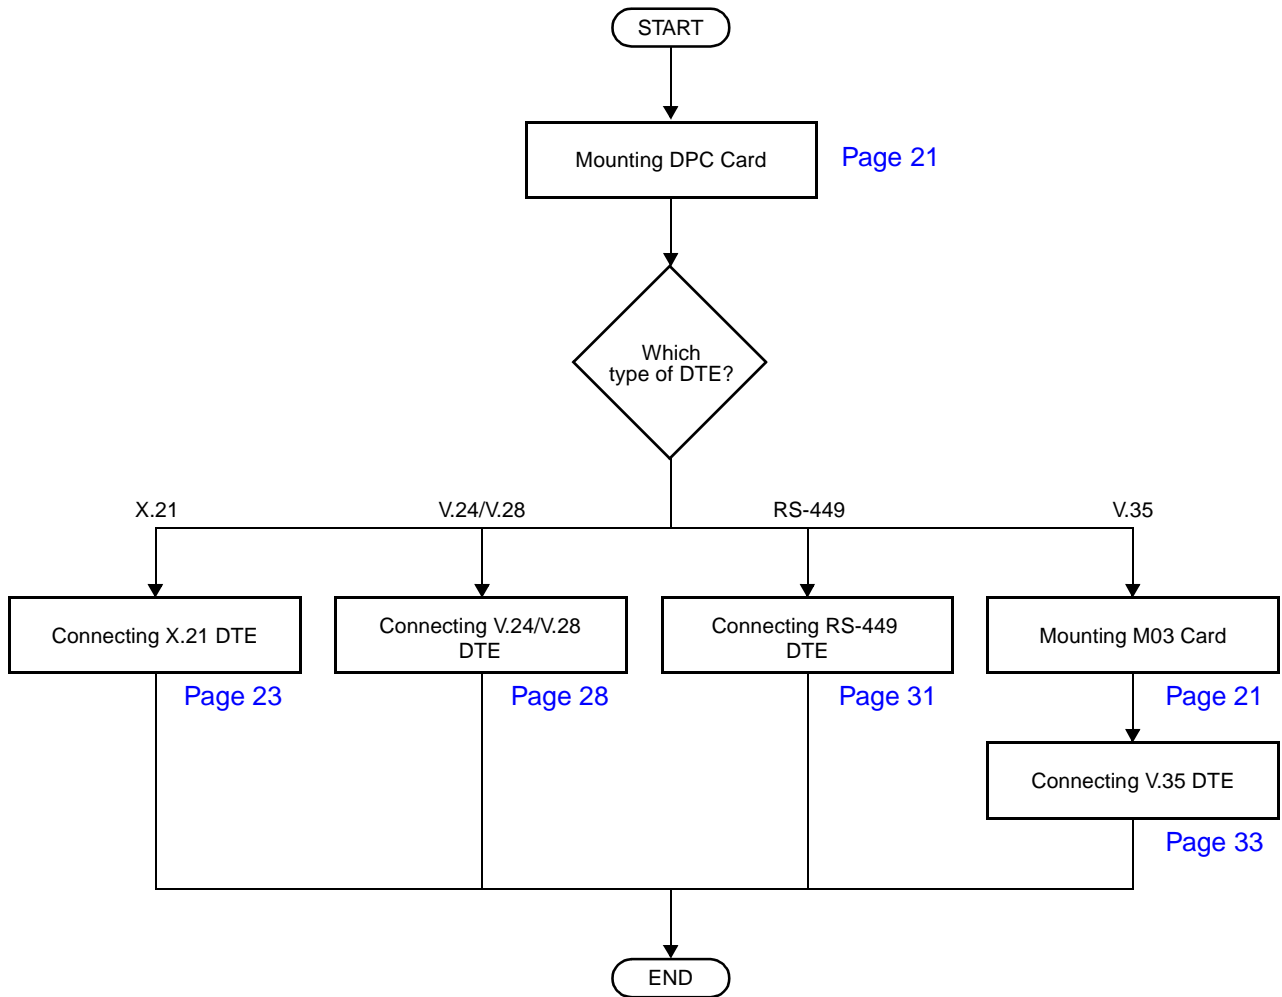 START
Mounting DPC Card
Page 21
Which
type of DTE?
X.21
V.24/V.28
RS-449
V.35
Connecting X.21 DTE
Connecting V.24/V.28
DTE
Connecting RS-449
DTE
Mounting M03 Card
Page 23
Page 28
Page 31
Page 21
Connecting V.35 DTE
Page 33
END